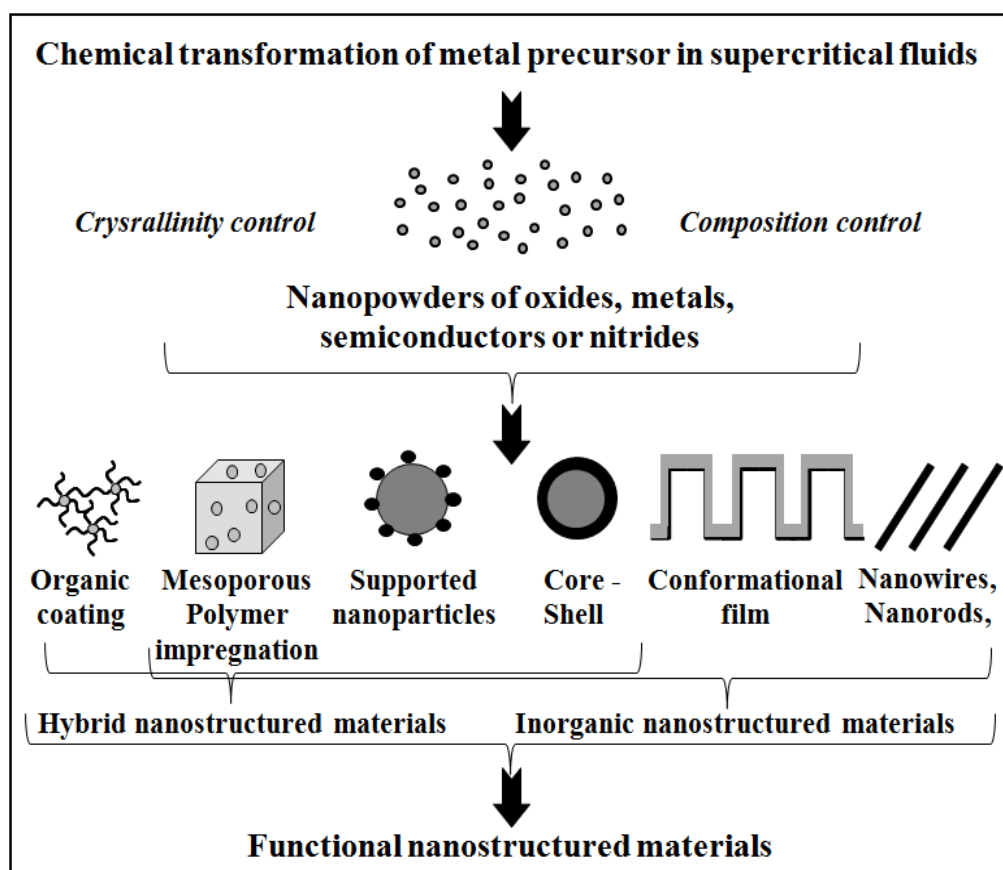 Chemical transformation of metal precursor in supercritical fluids
Crysrallinity control
Composition control
Nanopowders of oxides, metals,
semiconductors or nitrides
Organic
coating
Mesoporous
Polymer
impregnation
Supported
nanoparticles
Core -
Shell
Conformational
film
Nanowires,
Nanorods,
Hybrid nanostructured materials
Inorganic nanostructured materials
Functional nanostructured materials